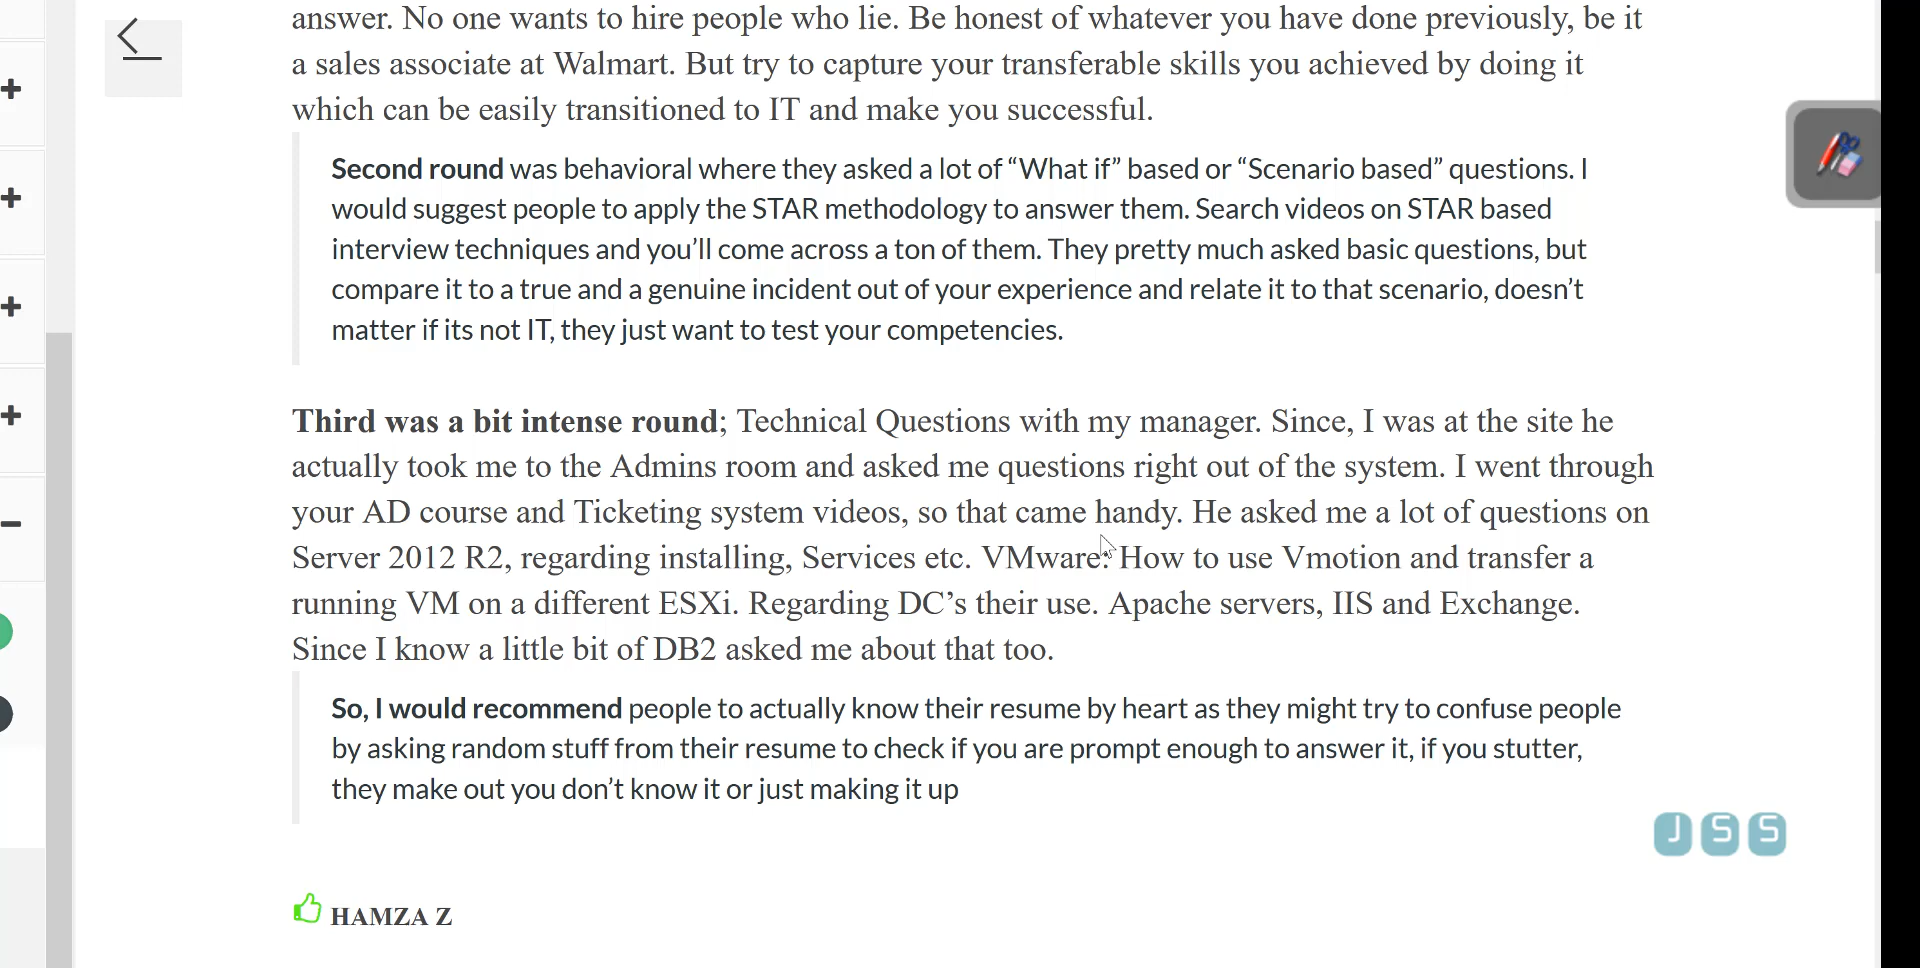 answer. No one wants to hire people who lie. Be honest of whatever you have done previously, be it
a sales associate at Walmart. But try to capture your transferable skills you achieved by doing it
which can be easily transitioned to IT and make you successful.
Second round was behavioral where they asked a lot of “What if” based or “Scenario based” questions. I
would suggest people to apply the STAR methodology to answer them. Search videos on STAR based
interview techniques and you’ll come across a ton of them. They pretty much asked basic questions, but
compare it to a true and a genuine incident out of your experience and relate it to that scenario, doesn’t
matter if its not IT, they just want to test your competencies.
Third was a bit intense round; Technical Questions with my manager. Since, I was at the site he
actually took me to the Admins room and asked me questions right out of the system. I went through
your AD course and Ticketing system videos, so that came handy. He asked me a lot of questions on
Server 2012 R2, regarding installing, Services etc. VMware: How to use Vmotion and transfer a
running VM on a different ESXi. Regarding DC’s their use. Apache servers, IIS and Exchange.
Since I know a little bit of DB2 asked me about that too.
So, I would recommend people to actually know their resume by heart as they might try to confuse people
by asking random stuff from their resume to check if you are prompt enough to answer it, if you stutter,
they make out you don’t know it or just making it up
JSS
HAMZA Z